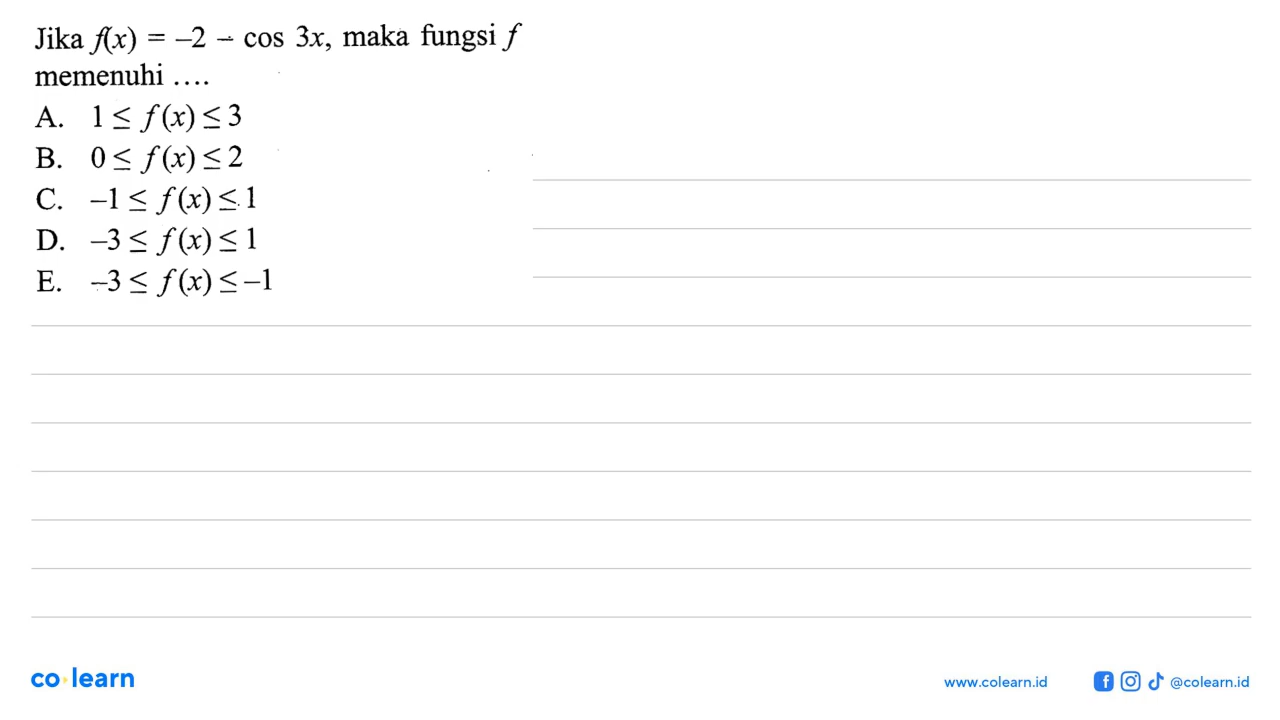 Jika f(x) = –2 – cos 3x, maka fungsi f
memenuhi ....
A. 1 ≤ f(x) ≤ 3
B. 0 ≤ f(x) ≤ 2
C. –1 ≤ f(x) ≤ 1
D. –3 ≤ f(x) ≤ 1
E. –3 ≤ f(x) ≤ –1
co learn
www.colearn.id
@colearn.id